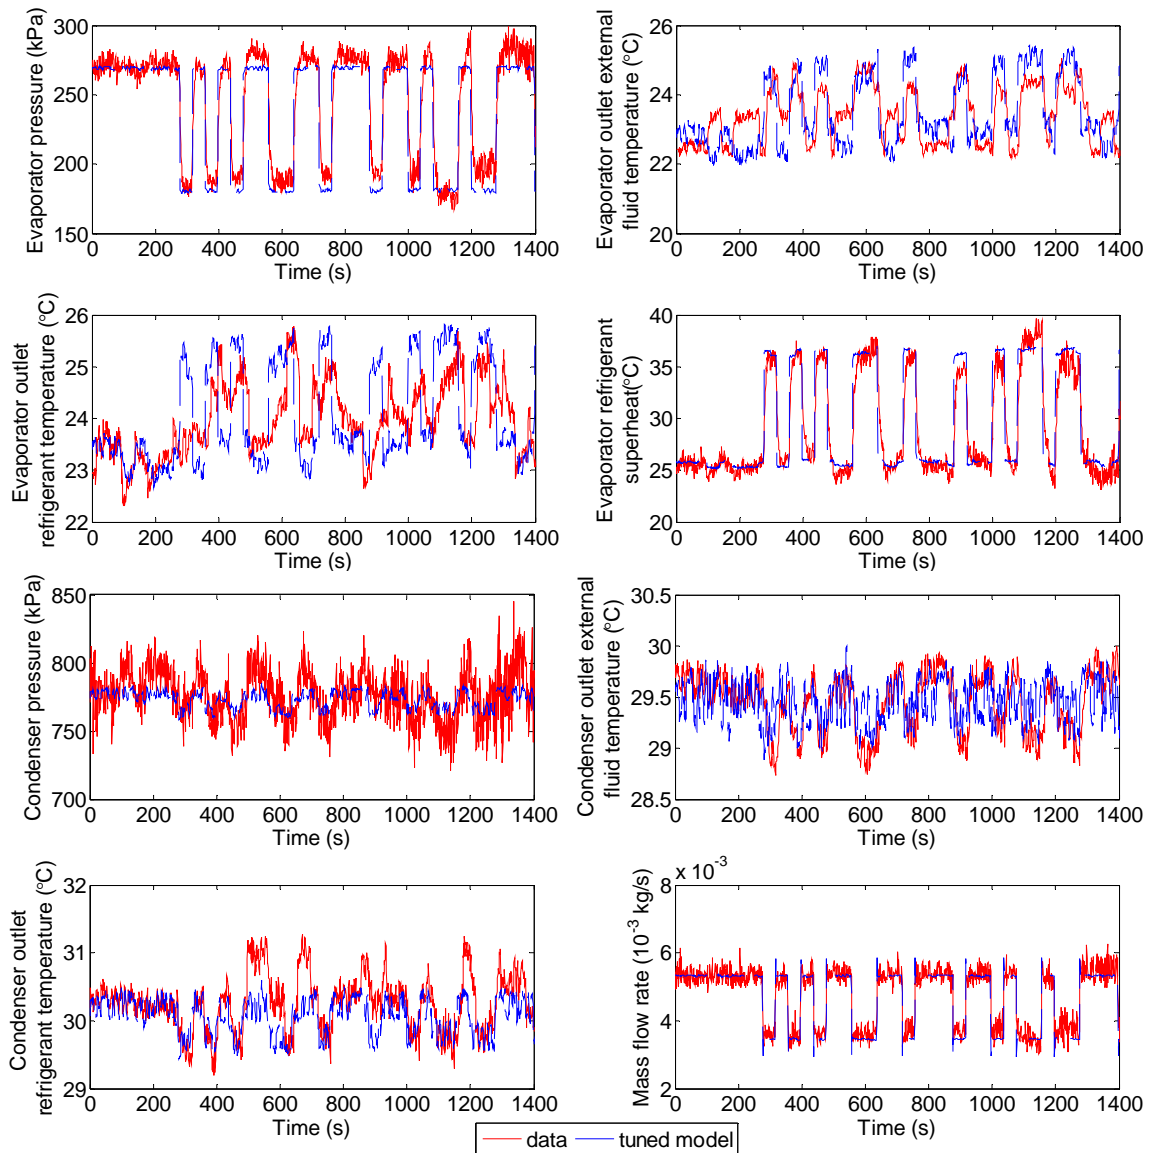 Evaporator pressure (kPa)
300
250
200
150
0 200 400 600 800 1000 1200 1400
Time (s)
Evaporator outlet external
fluid temperature (°C)
26
24
22
20
0 200 400 600 800 1000 1200 1400
Time (s)
Evaporator outlet
refrigerant temperature (°C)
26
25
24
23
22
0 200 400 600 800 1000 1200 1400
Time (s)
Evaporator refrigerant
superheat(°C)
40
35
30
25
20
0 200 400 600 800 1000 1200 1400
Time (s)
Condenser pressure (kPa)
850
800
750
700
0 200 400 600 800 1000 1200 1400
Time (s)
Condenser outlet external
fluid temperature (°C)
30.5
30
29.5
29
28.5
0 200 400 600 800 1000 1200 1400
Time (s)
Condenser outlet
refrigerant temperature (°C)
32
31
30
29
0 200 400 600 800 1000 1200 1400
Time (s)
Mass flow rate (10⁻³ kg/s)
x 10⁻³
8
6
4
2
0 200 400 600 800 1000 1200 1400
Time (s)
data tuned model